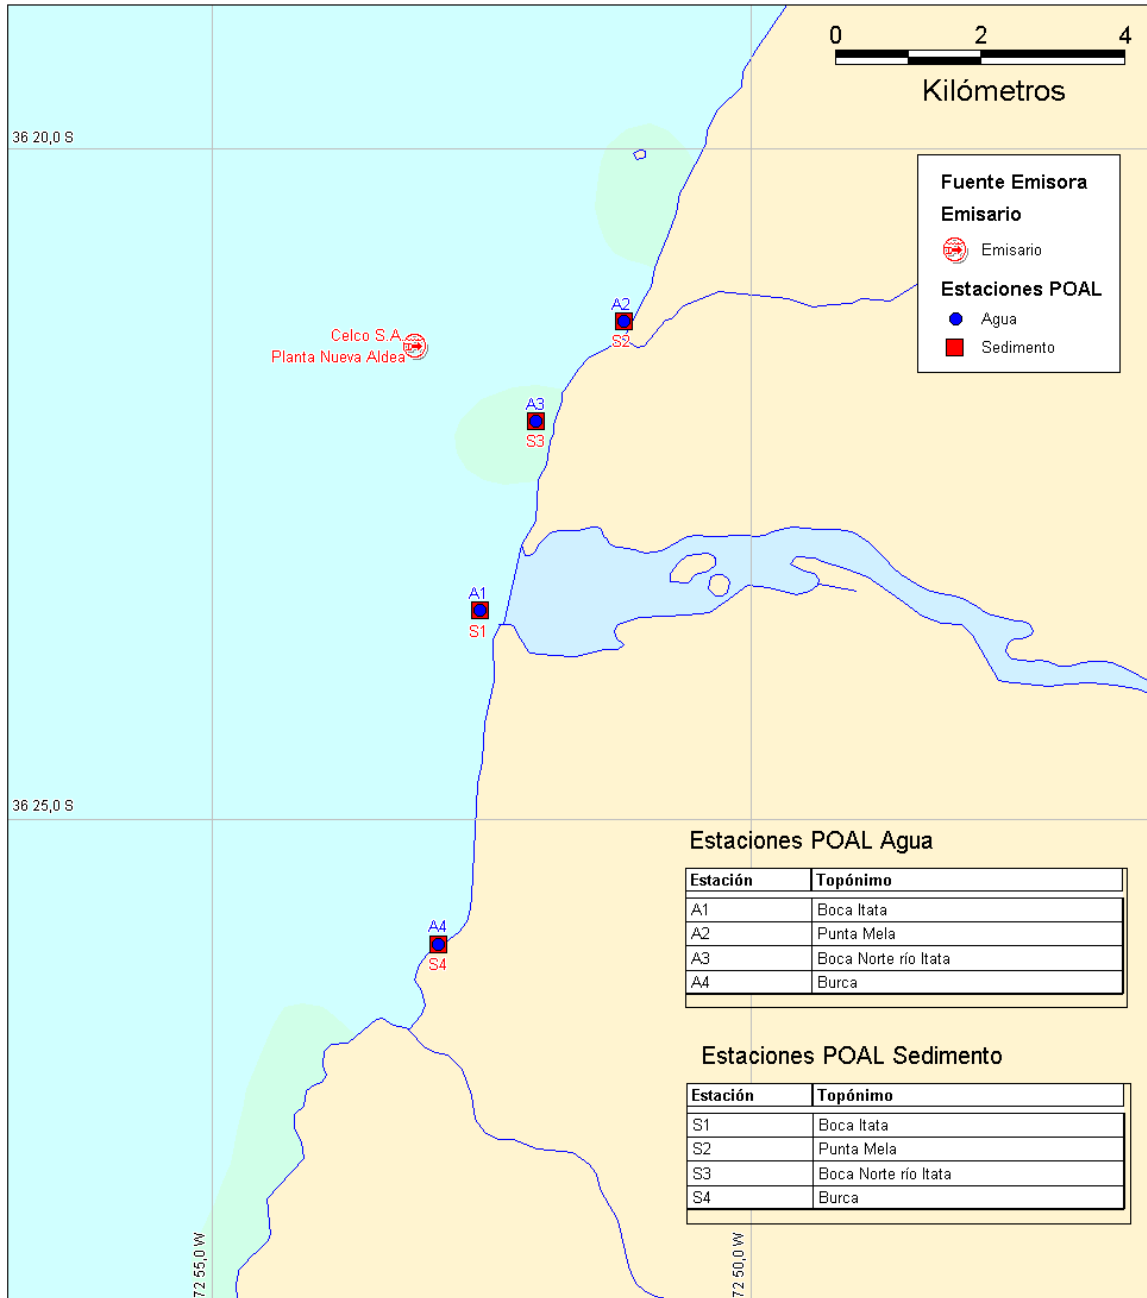 0 2 4
Kilómetros
36 20,0 S
Fuente Emisora
Emisario
Emisario
Estaciones POAL
Agua
Sedimento
A2
S2
Celco S.A.
Planta Nueva Aldea
A3
S3
A1
S1
36 25,0 S
A4
S4
Estaciones POAL Agua
Estación Topónimo
A1 Boca Itata
A2 Punta Mela
A3 Boca Norte río Itata
A4 Burca
Estaciones POAL Sedimento
Estación Topónimo
S1 Boca Itata
S2 Punta Mela
S3 Boca Norte río Itata
S4 Burca
72 55,0 W
72 50,0 W